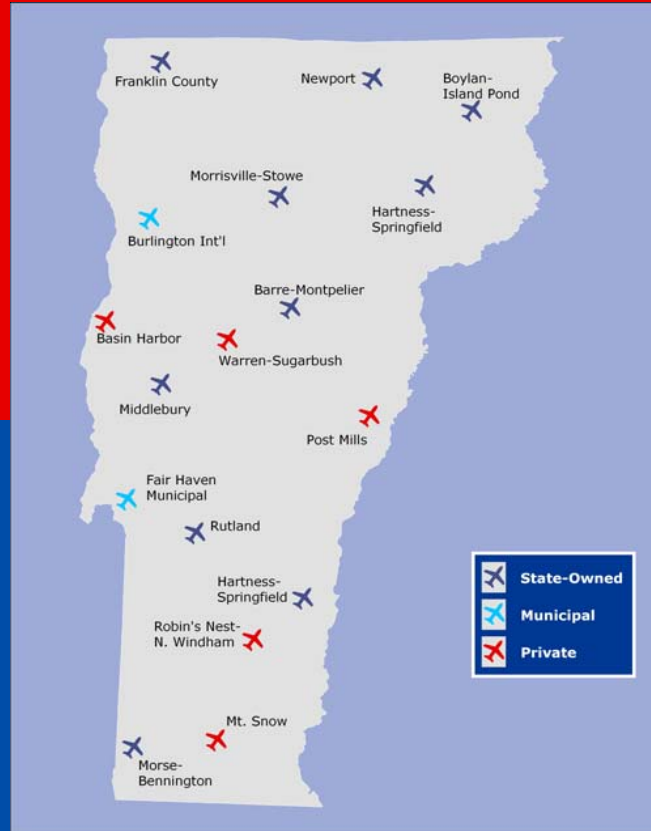 Franklin County
Newport
Boylan-
Island Pond
Morrisville-Stowe
Hartness-
Springfield
Burlington Int'l
Barre-Montpelier
Basin Harbor
Warren-Sugarbush
Middlebury
Post Mills
Fair Haven
Municipal
Rutland
Hartness-
Springfield
Robin's Nest-
N. Windham
Mt. Snow
Morse-
Bennington
State-Owned
Municipal
Private